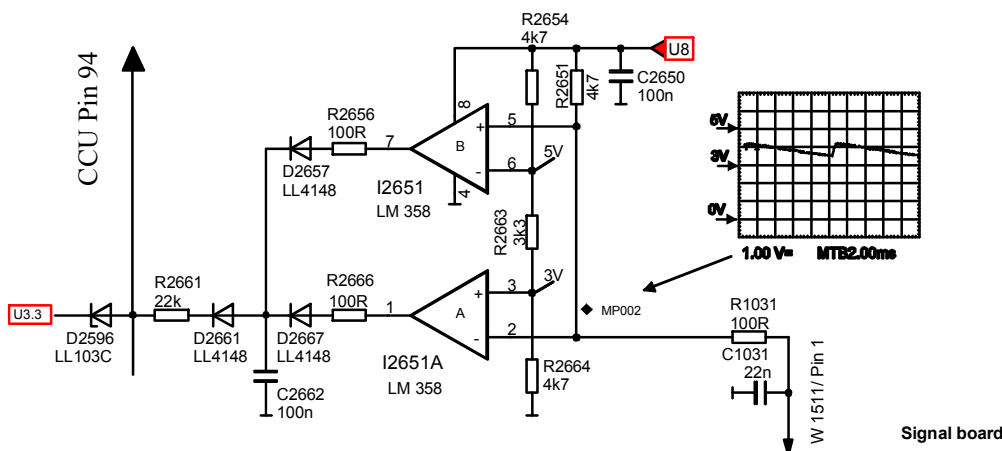 CCU Pin 94
R2654
4k7
U8
R2651
4k7
C2650
100n
R2656
100R
7
8
+
5
B
-
6
4
5V
D2657
LL4148
I2651
LM 358
R2663
3k3
5V
3V
0V
1.00 V= MTB2.00ms
R2661
22k
R2666
100R
1
+
3
A
-
2
3V
MP002
U3.3
D2596
LL103C
D2661
LL4148
D2667
LL4148
C2662
100n
I2651A
LM 358
R2664
4k7
R1031
100R
C1031
22n
W 1511/ Pin 1
Signal board